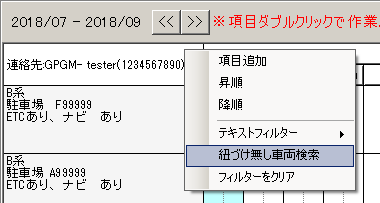 2018/07 - 2018/09 << >> ※項目ダブルクリックで作業
連絡先:GPGM- tester(1234567890)
項目追加
昇順
降順
テキストフィルター
紐づけ無し車両検索
フィルターをクリア
B系
駐車場　F99999
ETCあり、ナビ　あり
B系
駐車場 A99999
ETCあり、ナビ　あり